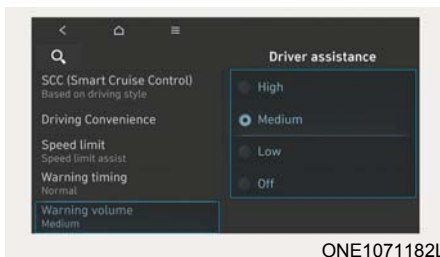 Driver assistance
SCC (Smart Cruise Control)
Based on driving style
Driving Convenience
Speed limit
Speed limit assist
Warning timing
Normal
Warning volume
Medium
High
Medium
Low
Off
ONE1071182L